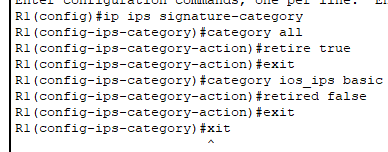 Enter configuration commands, one per line.  E
R1(config)#ip ips signature-category
R1(config-ips-category)#category all
R1(config-ips-category-action)#retire true
R1(config-ips-category-action)#exit
R1(config-ips-category)#category ios_ips basic
R1(config-ips-category-action)#retired false
R1(config-ips-category-action)#exit
R1(config-ips-category)#xit
^